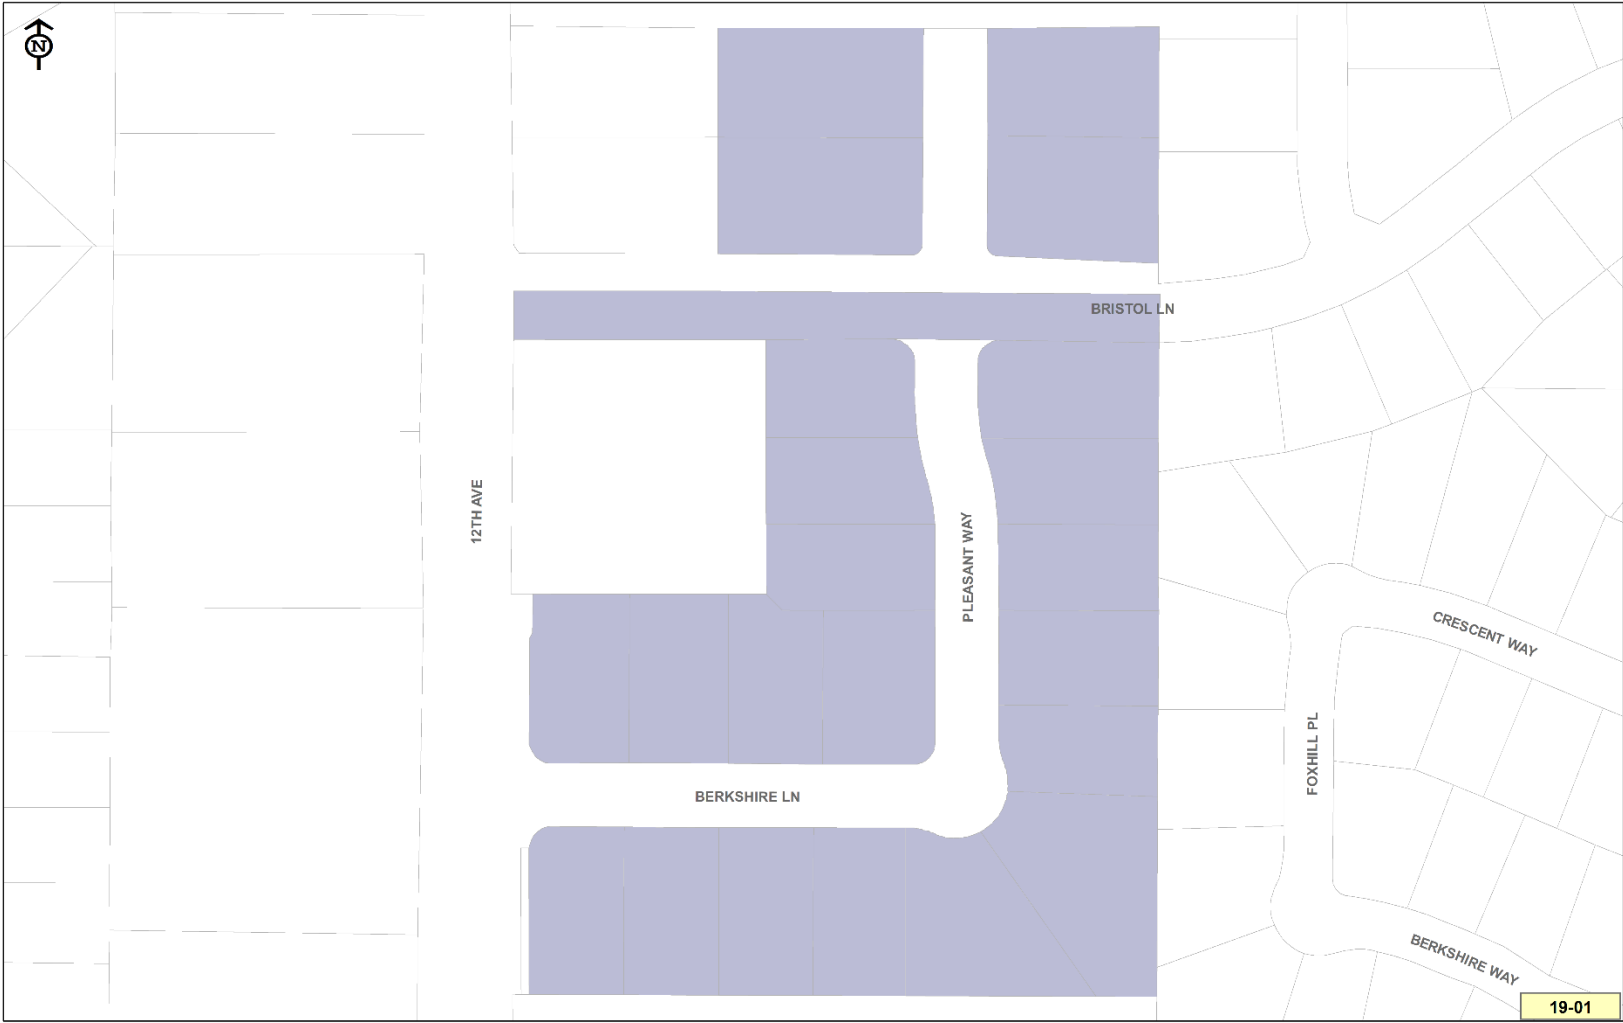 N
BRISTOL LN
12TH AVE
PLEASANT WAY
CRESCENT WAY
FOXHILL PL
BERKSHIRE LN
BERKSHIRE WAY
19-01